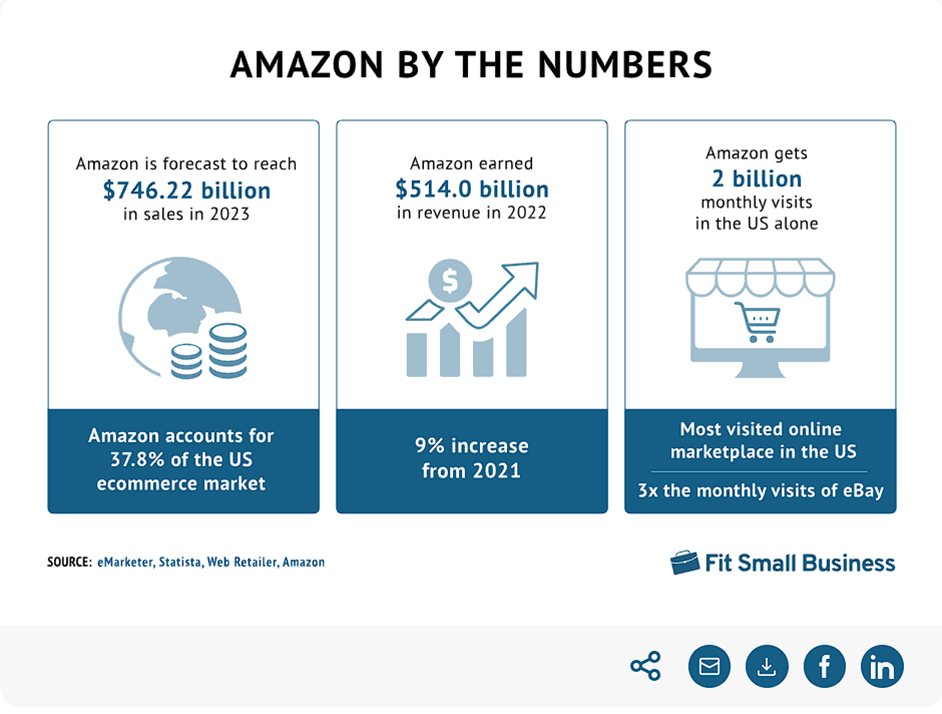 AMAZON BY THE NUMBERS
Amazon is forecast to reach
$746.22 billion
in sales in 2023
Amazon accounts for
37.8% of the US
ecommerce market
Amazon earned
$514.0 billion
in revenue in 2022
$
9% increase
from 2021
Amazon gets
2 billion
monthly visits
in the US alone
Most visited online
marketplace in the US
3x the monthly visits of eBay
SOURCE: eMarketer, Statista, Web Retailer, Amazon
Fit Small Business
f
in